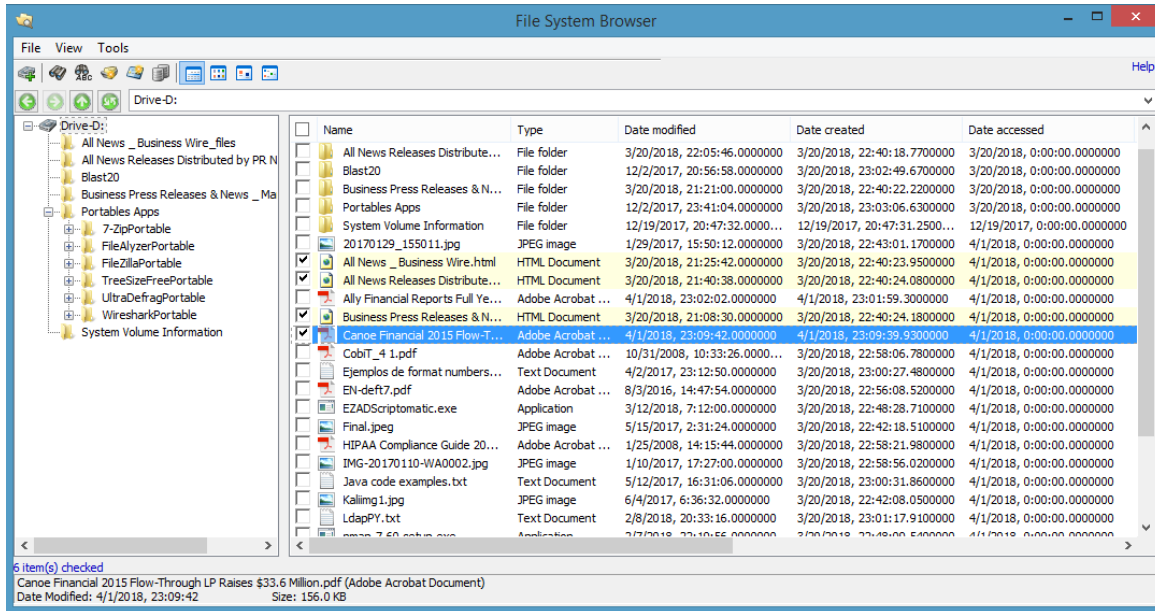 File System Browser
File View Tools
Help
ABC
Drive-D:
Drive-D:
All News _ Business Wire_files
All News Releases Distributed by PR N
Blast20
Business Press Releases & News _ Ma
Portables Apps
7-ZipPortable
FileAlyzerPortable
FileZillaPortable
TreeSizeFreePortable
UltraDefragPortable
WiresharkPortable
System Volume Information
Name Type Date modified Date created Date accessed
All News Releases Distribute... File folder 3/20/2018, 22:05:46.0000000 3/20/2018, 22:40:18.7700000 3/20/2018, 0:00:00.0000000
Blast20 File folder 12/2/2017, 20:56:58.0000000 3/20/2018, 23:02:49.6700000 3/20/2018, 0:00:00.0000000
Business Press Releases & N... File folder 3/20/2018, 21:21:00.0000000 3/20/2018, 22:40:22.2200000 3/20/2018, 0:00:00.0000000
Portables Apps File folder 12/2/2017, 23:41:04.0000000 3/20/2018, 23:03:06.6300000 3/20/2018, 0:00:00.0000000
System Volume Information File folder 12/19/2017, 20:47:32.0000... 12/19/2017, 20:47:31.2500... 12/19/2017, 0:00:00.0000000
20170129_155011.jpg JPEG image 1/29/2017, 15:50:12.0000000 3/20/2018, 22:43:01.1700000 4/1/2018, 0:00:00.0000000
All News _Business Wire.html HTML Document 3/20/2018, 21:25:42.0000000 3/20/2018, 22:40:23.9500000 4/1/2018, 0:00:00.0000000
All News Releases Distribute... HTML Document 3/20/2018, 21:40:38.0000000 3/20/2018, 22:40:24.0800000 4/1/2018, 0:00:00.0000000
Ally Financial Reports Full Ye... Adobe Acrobat ... 4/1/2018, 23:02:02.0000000 4/1/2018, 23:01:59.3000000 4/1/2018, 0:00:00.0000000
Business Press Releases & N... HTML Document 3/20/2018, 21:08:30.0000000 3/20/2018, 22:40:24.1800000 4/1/2018, 0:00:00.0000000
Canoe Financial 2015 Flow-T... Adobe Acrobat ... 4/1/2018, 23:09:42.0000000 4/1/2018, 23:09:39.9300000 4/1/2018, 0:00:00.0000000
CobiT_4 1.pdf Adobe Acrobat ... 10/31/2008, 10:33:26.0000... 3/20/2018, 22:58:06.7800000 4/1/2018, 0:00:00.0000000
Ejemplos de format numbers... Text Document 4/2/2017, 23:12:50.0000000 3/20/2018, 23:00:27.4800000 4/1/2018, 0:00:00.0000000
EN-deft7.pdf Adobe Acrobat ... 8/3/2016, 14:47:54.0000000 3/20/2018, 22:56:08.5200000 4/1/2018, 0:00:00.0000000
EZADScriptomatic.exe Application 3/12/2018, 7:12:00.0000000 3/20/2018, 22:48:28.7100000 4/1/2018, 0:00:00.0000000
Final.jpeg JPEG image 5/15/2017, 2:31:24.0000000 3/20/2018, 22:42:18.5100000 4/1/2018, 0:00:00.0000000
HIPAA Compliance Guide 20... Adobe Acrobat ... 1/25/2008, 14:15:44.0000000 3/20/2018, 22:58:21.9800000 4/1/2018, 0:00:00.0000000
IMG-20170110-WA0002.jpg JPEG image 1/10/2017, 17:27:00.0000000 3/20/2018, 22:58:56.0200000 4/1/2018, 0:00:00.0000000
Java code examples.txt Text Document 5/12/2017, 16:31:06.0000000 3/20/2018, 23:00:31.8600000 4/1/2018, 0:00:00.0000000
Kaliimg1.jpg JPEG image 6/4/2017, 6:36:32.0000000 3/20/2018, 22:42:08.0500000 4/1/2018, 0:00:00.0000000
LdapPY.txt Text Document 2/8/2018, 20:33:16.0000000 3/20/2018, 23:01:17.9100000 4/1/2018, 0:00:00.0000000
6 item(s) checked
Canoe Financial 2015 Flow-Through LP Raises $33.6 Million.pdf (Adobe Acrobat Document)
Date Modified: 4/1/2018, 23:09:42 Size: 156.0 KB